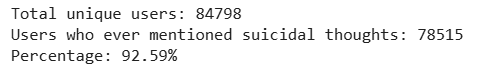 Total unique users: 84798
Users who ever mentioned suicidal thoughts: 78515
Percentage: 92.59%